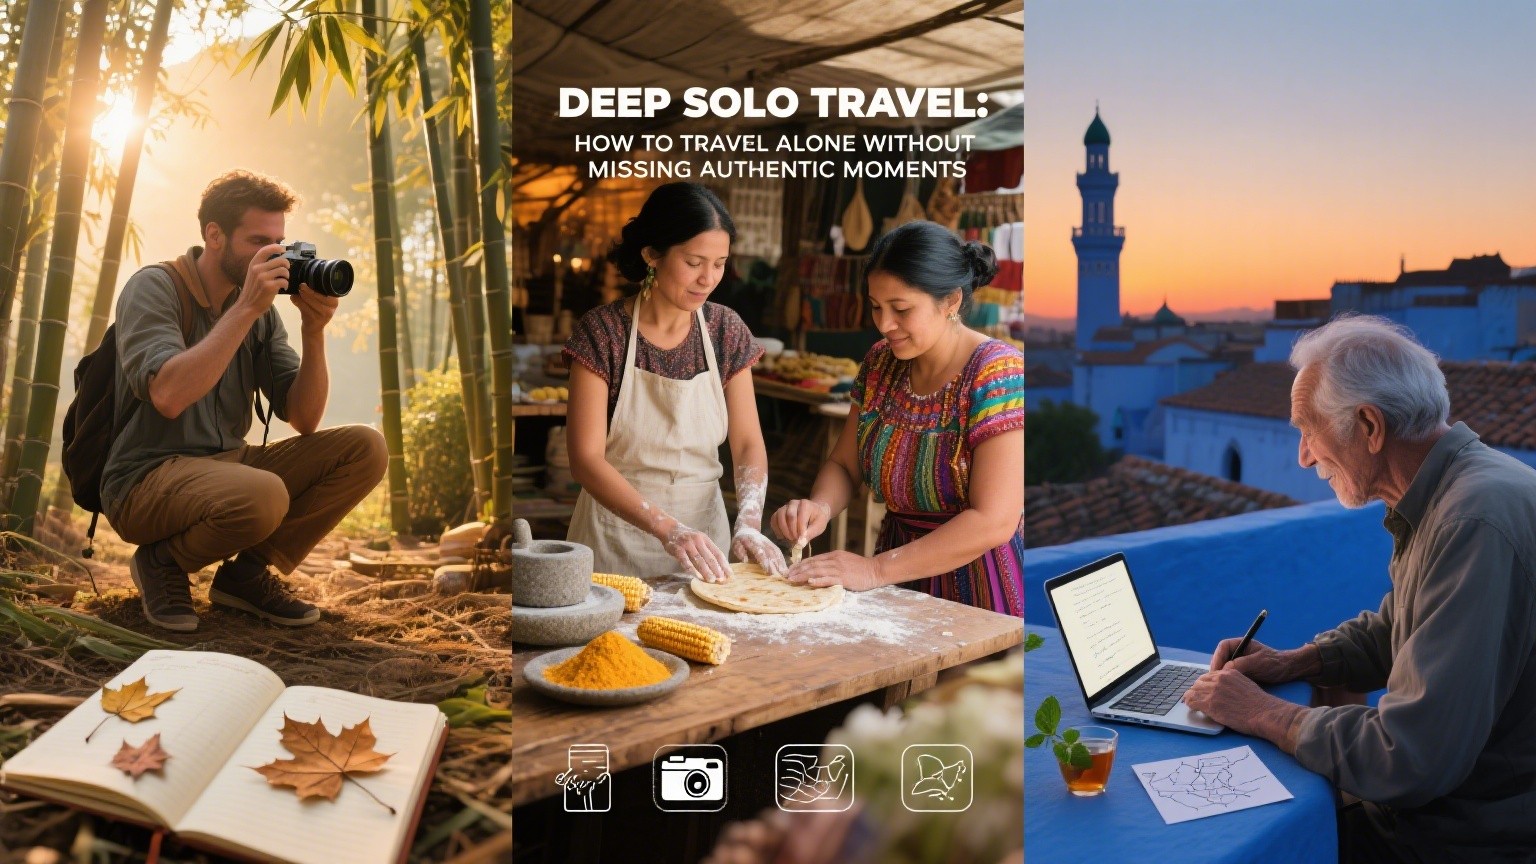 DEEP SOLO TRAVEL:
HOW TO TRAVEL ALONE WITHOUT
MISSING AUTHENTIC MOMENTS